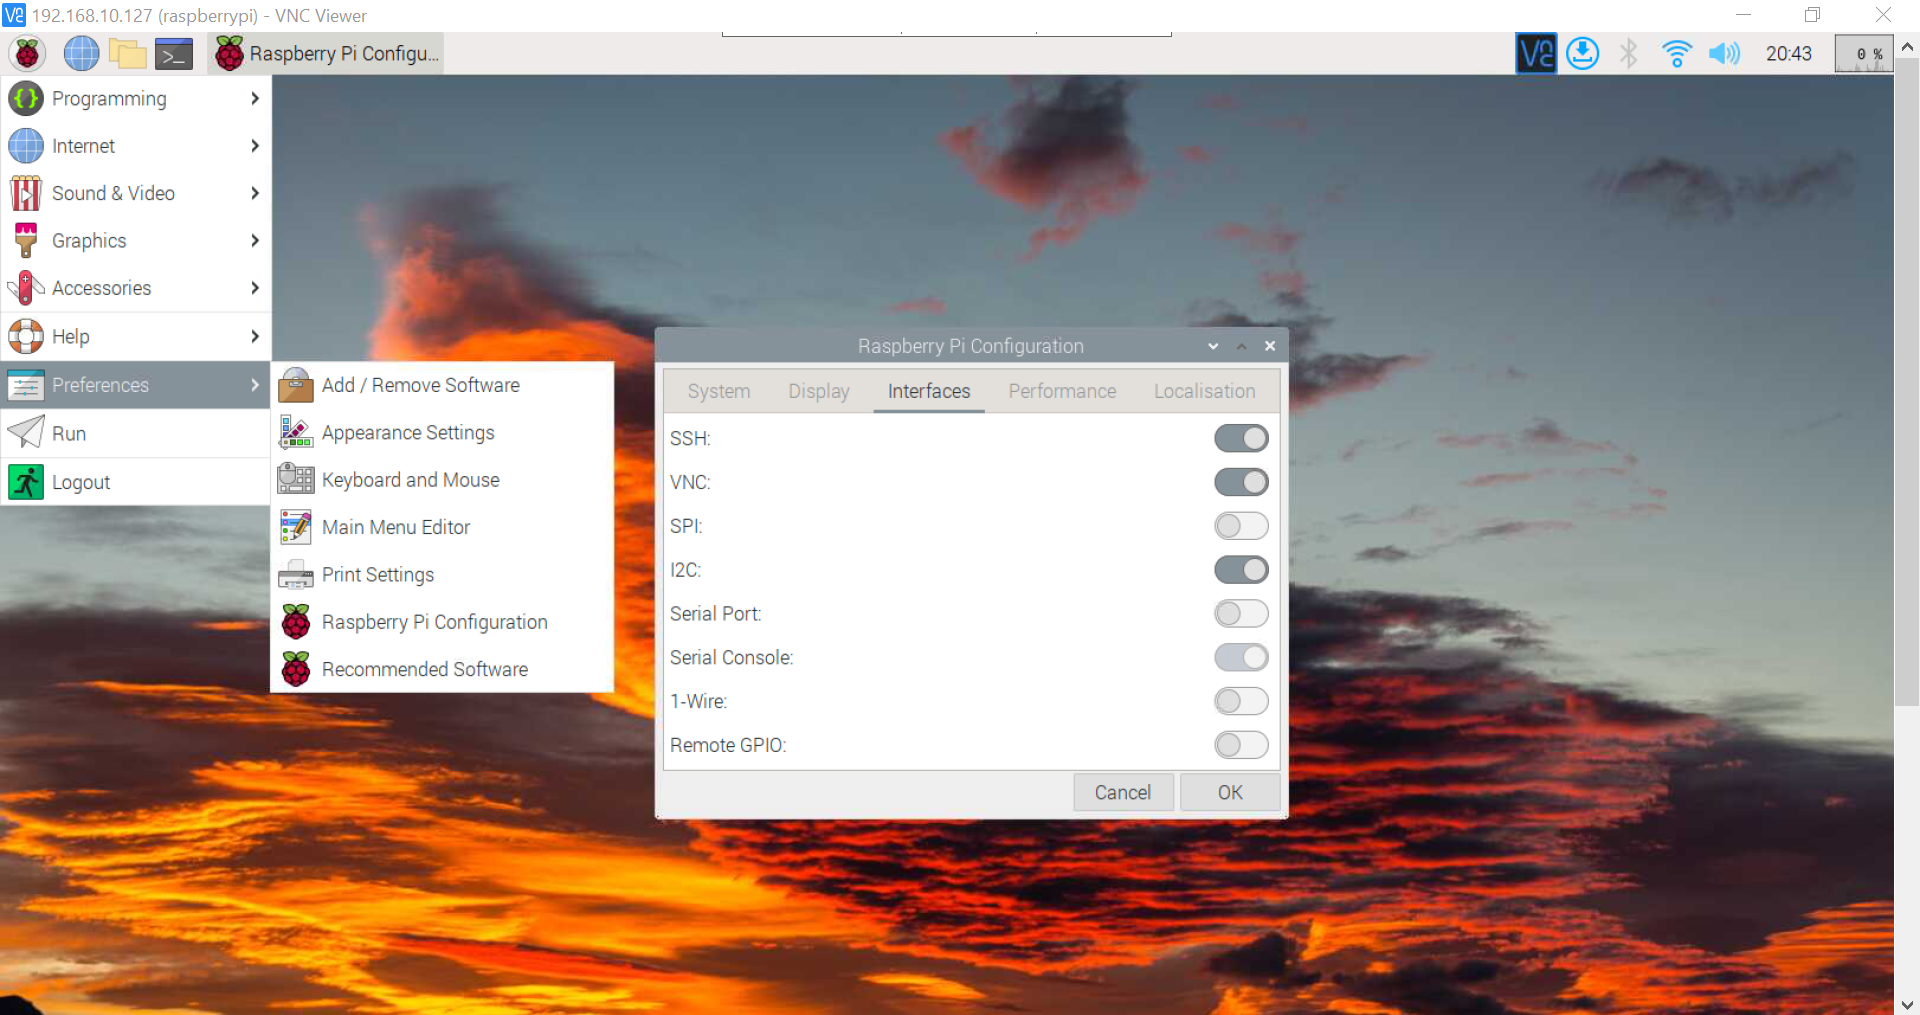 192.168.10.127 (raspberrypi) - VNC Viewer
Raspberry Pi Configu...
20:43
0 %
Programming
Internet
Sound & Video
Graphics
Accessories
Help
Preferences
Run
Logout
Add / Remove Software
Appearance Settings
Keyboard and Mouse
Main Menu Editor
Print Settings
Raspberry Pi Configuration
Recommended Software
Raspberry Pi Configuration
System Display Interfaces Performance Localisation
SSH:
VNC:
SPI:
I2C:
Serial Port:
Serial Console:
1-Wire:
Remote GPIO:
Cancel OK